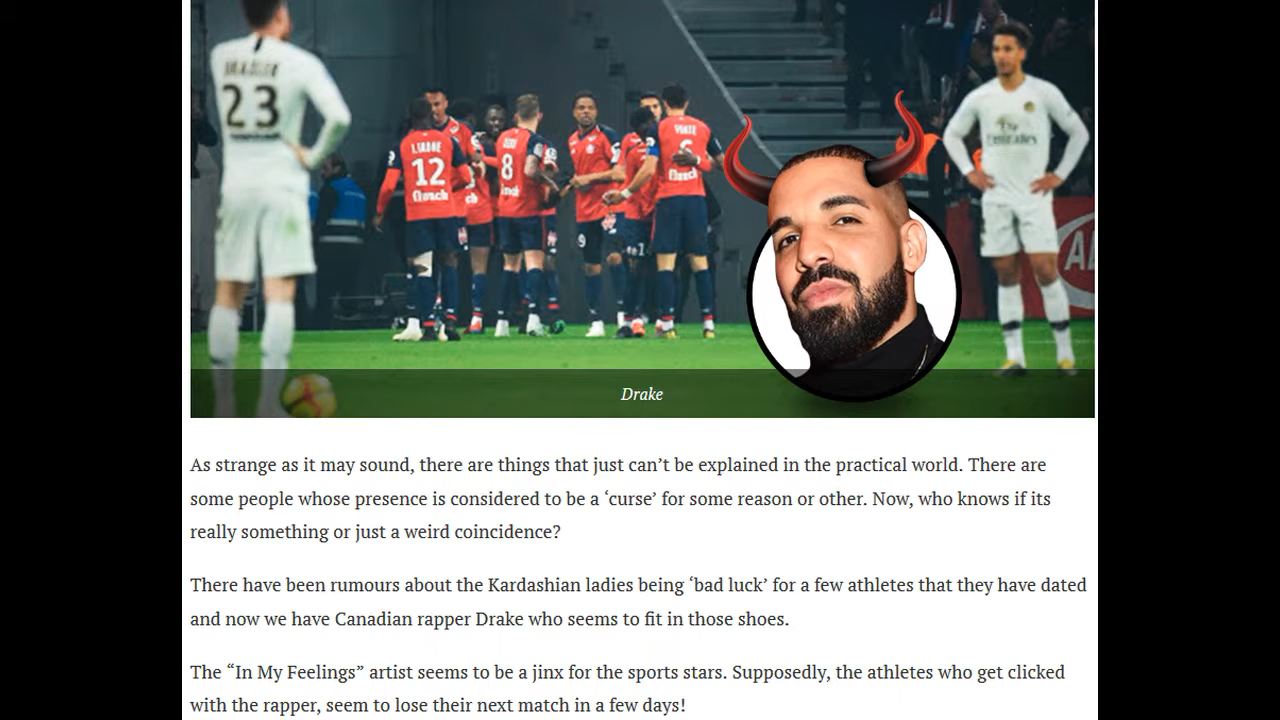 23
12
flunch
8
6
flunch
9
Emirates
Drake
As strange as it may sound, there are things that just can’t be explained in the practical world. There are
some people whose presence is considered to be a ‘curse’ for some reason or other. Now, who knows if its
really something or just a weird coincidence?
There have been rumours about the Kardashian ladies being ‘bad luck’ for a few athletes that they have dated
and now we have Canadian rapper Drake who seems to fit in those shoes.
The “In My Feelings” artist seems to be a jinx for the sports stars. Supposedly, the athletes who get clicked
with the rapper, seem to lose their next match in a few days!